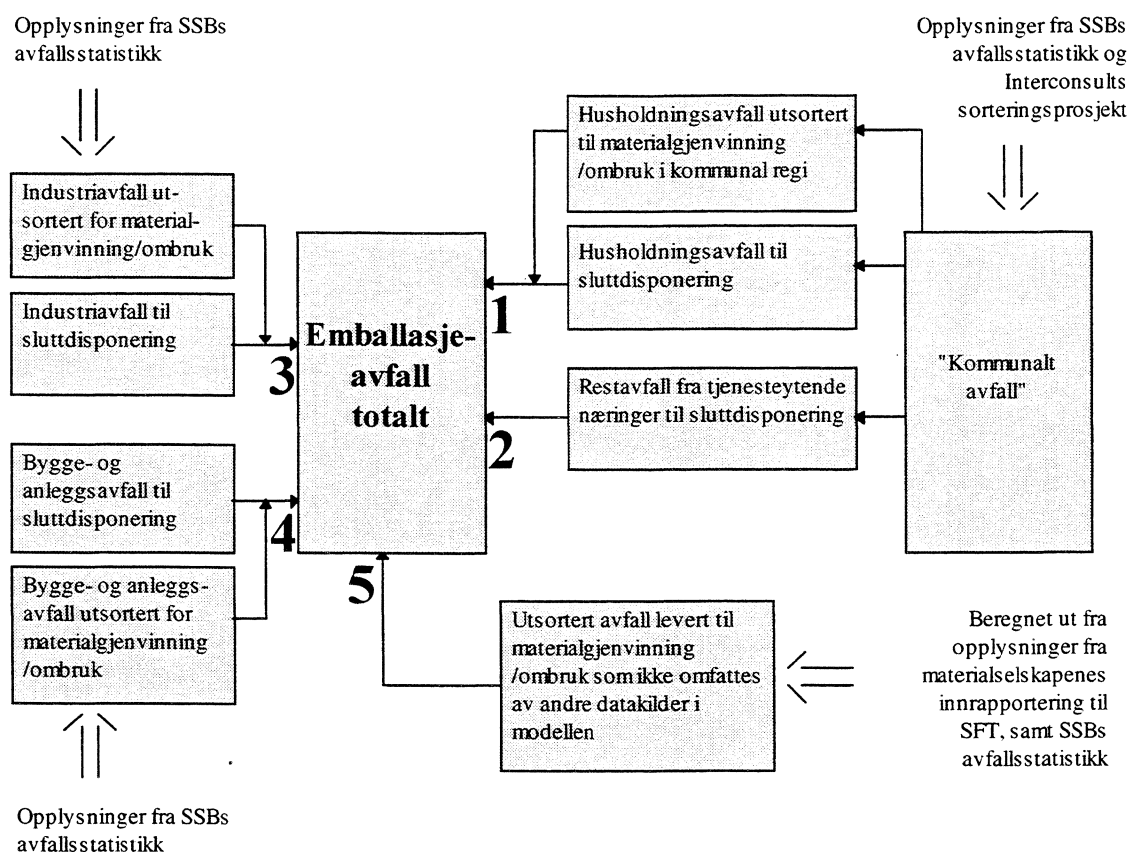 Opplysninger fra SSBs
avfallsstatistikk
Opplysninger fra SSBs
avfallsstatistikk og
Interconsults
sorteringsprosjekt
Husholdningsavfall utsortert
til materialgjenvinning
/ombruk i kommunal regi
Industriavfall ut-
sortert for material-
gjenvinning/ombruk
Husholdningsavfall til
sluttdisponering
1
Industriavfall til
sluttdisponering
3
Emballasje-
avfall
totalt
"Kommunalt
avfall"
Restavfall fra tjenesteytende
næringer til sluttdisponering
2
Bygge- og
anleggsavfall til
sluttdisponering
4
5
Bygge- og anleggs-
avfall utsortert for
materialgjenvinning
/ombruk
Utsortert avfall levert til
materialgjenvinning
/ombruk som ikke omfattes
av andre datakilder i
modellen
Beregnet ut fra
opplysninger fra
materialselskapenes
innrapportering til
SFT, samt SSBs
avfallsstatistikk
Opplysninger fra SSBs
avfallsstatistikk